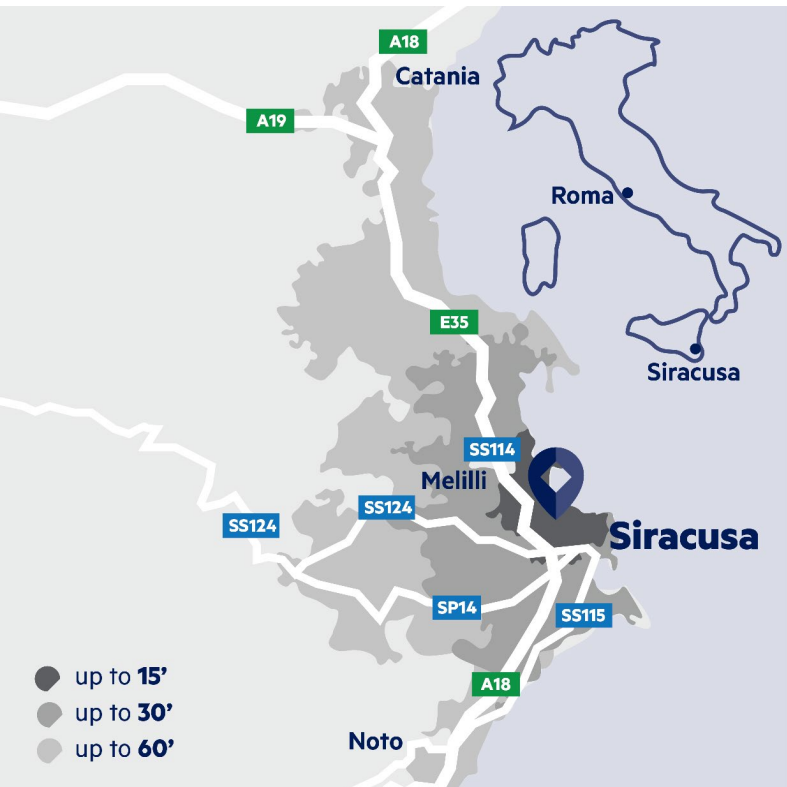 A18
Catania
A19
Roma
E35
Siracusa
SS114
Melilli
SS124
SS124
Siracusa
SP14
SS115
up to 15’
A18
up to 30’
Noto
up to 60’